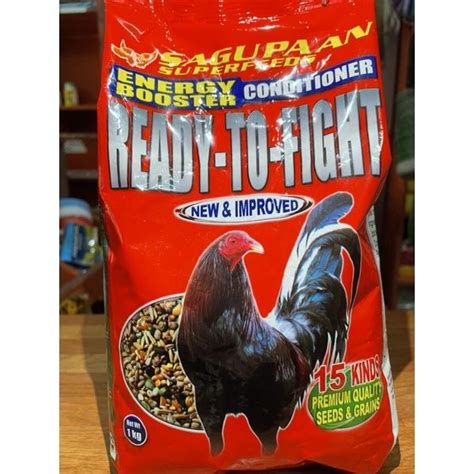 SAGUPAAN
SUPERFEEDS
ENERGY
BOOSTER
CONDITIONER
READY-TO-FIGHT
NEW & IMPROVED
15 KINDS
PREMIUM QUALITY
SEEDS & GRAINS
Net Wt
1 kg